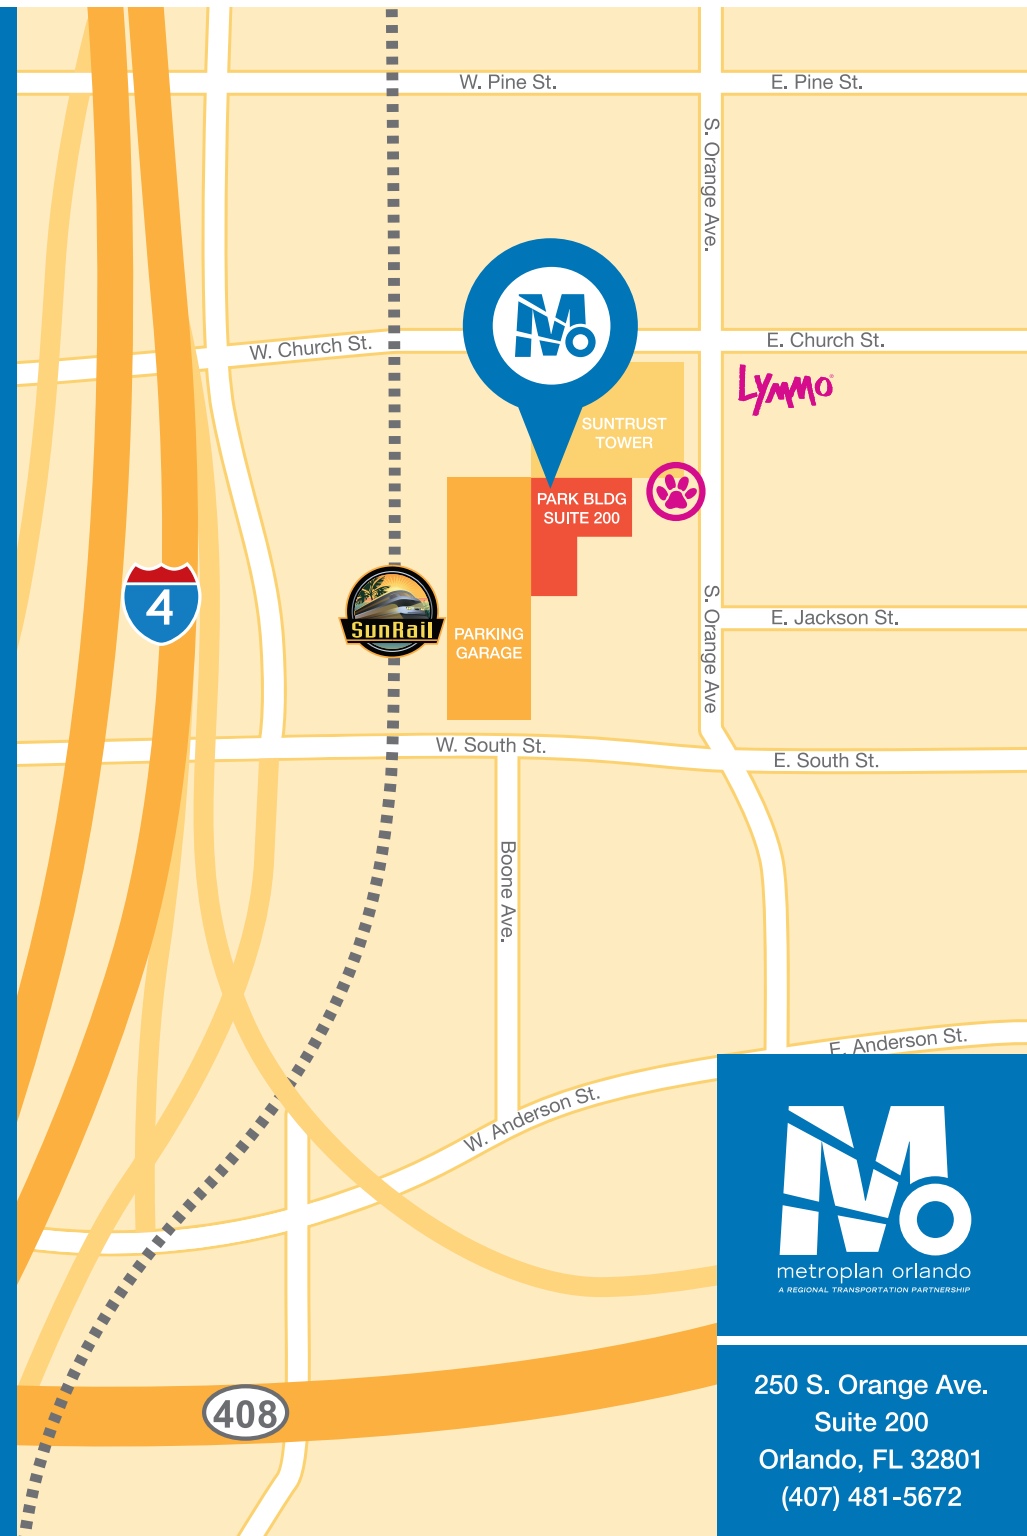 W. Pine St.
E. Pine St.
S. Orange Ave.
W. Church St.
E. Church St.
LYMMO
SUNTRUST
TOWER
PARK BLDG
SUITE 200
4
SunRail
PARKING
GARAGE
S. Orange Ave
E. Jackson St.
W. South St.
E. South St.
Boone Ave.
E. Anderson St.
W. Anderson St.
metroplan orlando
A REGIONAL TRANSPORTATION PARTNERSHIP
408
250 S. Orange Ave.
Suite 200
Orlando, FL 32801
(407) 481-5672